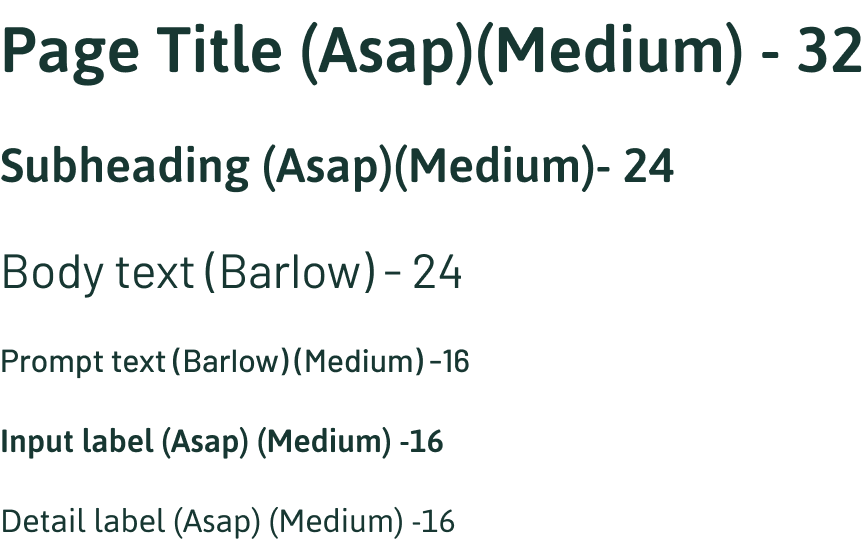 Page Title (Asap)(Medium) - 32
Subheading (Asap)(Medium)- 24
Body text (Barlow) - 24
Prompt text (Barlow)(Medium) -16
Input label (Asap) (Medium) -16
Detail label (Asap) (Medium) -16